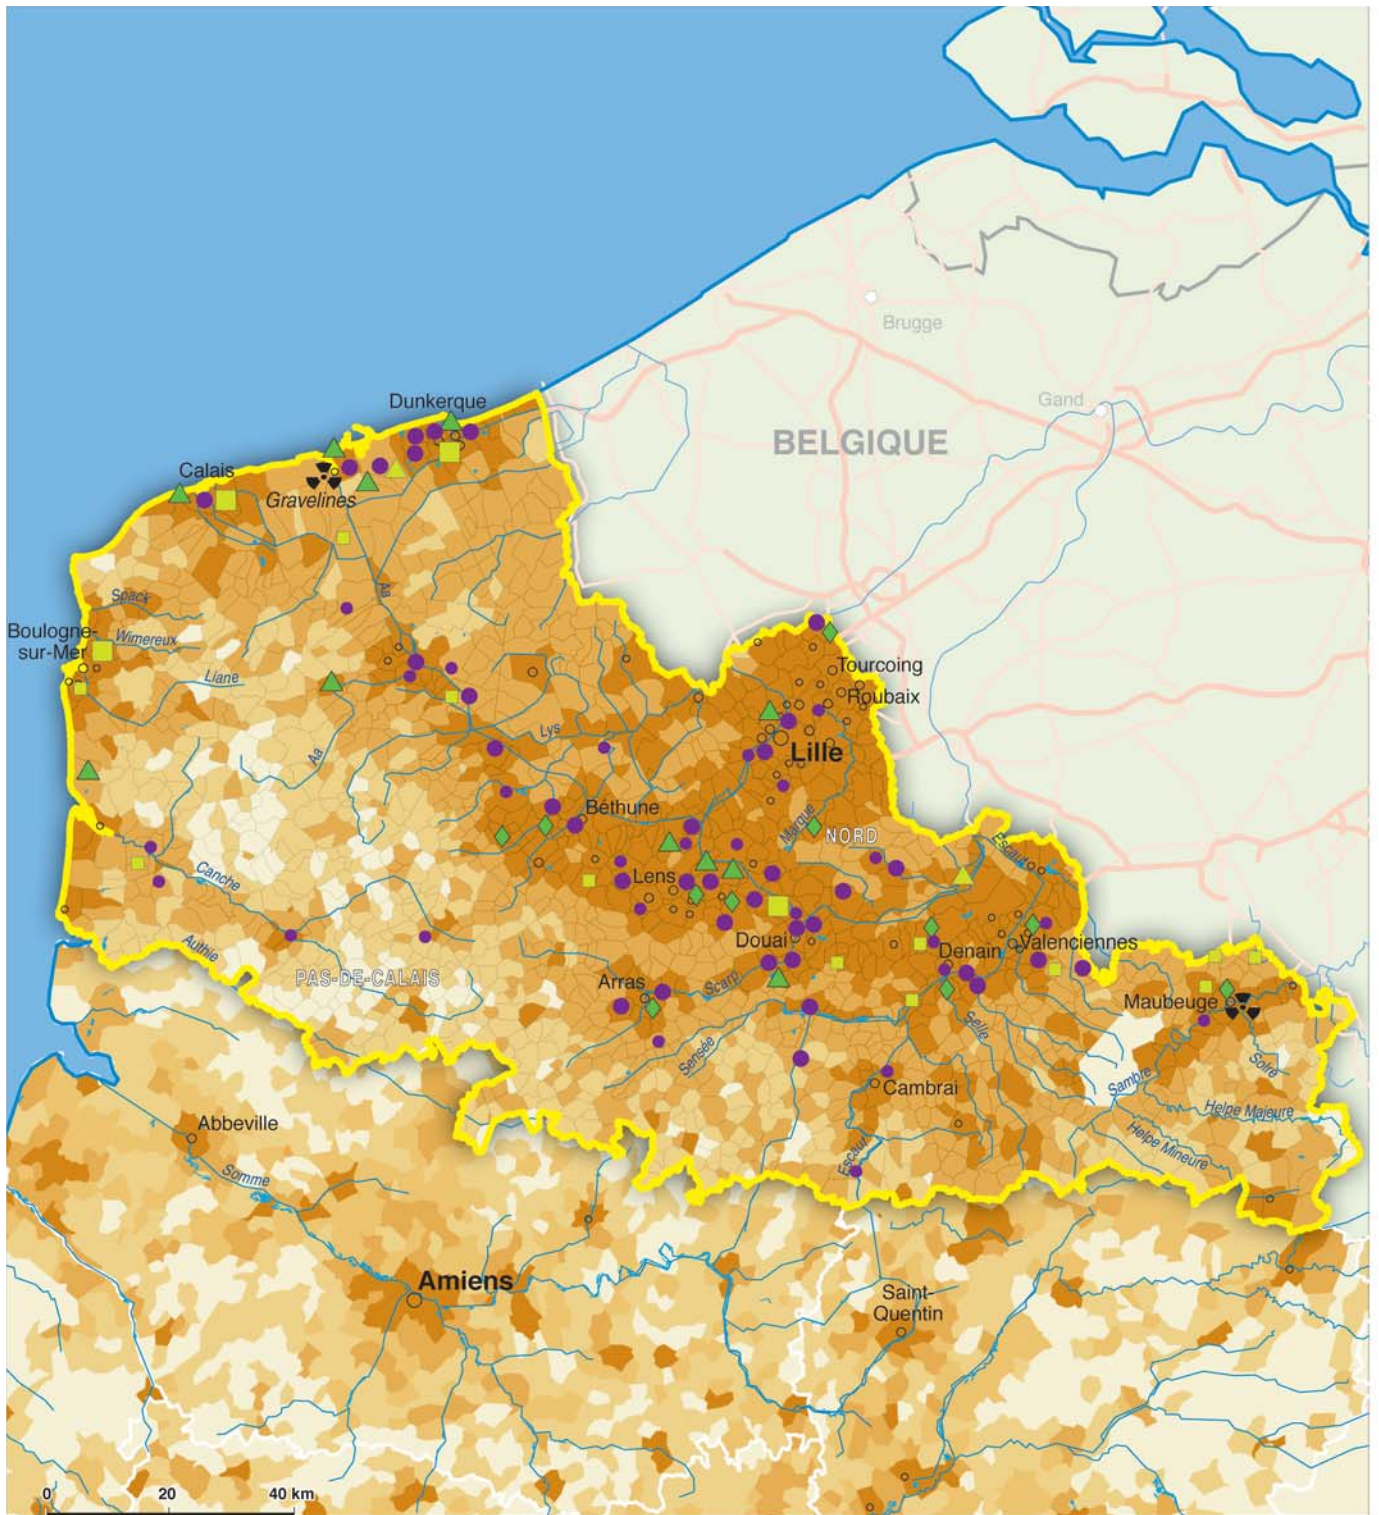 Brugge
Gand
BELGIQUE
Dunkerque
Calais
Gravelines
Aa
Spack
Boulogne-
sur-Mer
Wimereux
Liane
Tourcoing
Roubaix
Lys
Lille
Aa
Béthune
Marque
NORD
Escaut
Lens
Canche
Douai
Denain
Valenciennes
Authie
PAS-DE-CALAIS
Arras
Scarp
Maubeuge
Selle
Sensée
Solre
Sambre
Cambrai
Helpe Majeure
Abbeville
Helpe Mineure
Escaut
Somme
Amiens
Saint-
Quentin
0 20 40 km